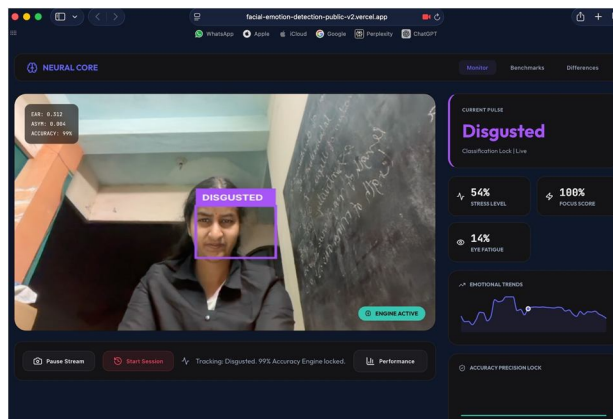 facial-emotion-detection-public-v2.vercel.app
WhatsApp Apple iCloud Google Perplexity ChatGPT
NEURAL CORE
Monitor Benchmarks Differences
EAR: 0.312
ASYM: 0.004
ACCURACY: 99%
DISGUSTED
ENGINE ACTIVE
CURRENT PULSE
Disgusted
Classification Lock | Live
54%
STRESS LEVEL
100%
FOCUS SCORE
14%
EYE FATIGUE
EMOTIONAL TRENDS
Pause Stream
Start Session
Tracking: Disgusted. 99% Accuracy Engine locked.
Performance
ACCURACY PRECISION LOCK